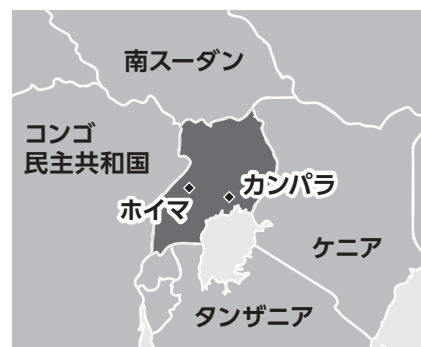 南スーダン
コンゴ
民主共和国
カンパラ
ホイマ
ケニア
タンザニア